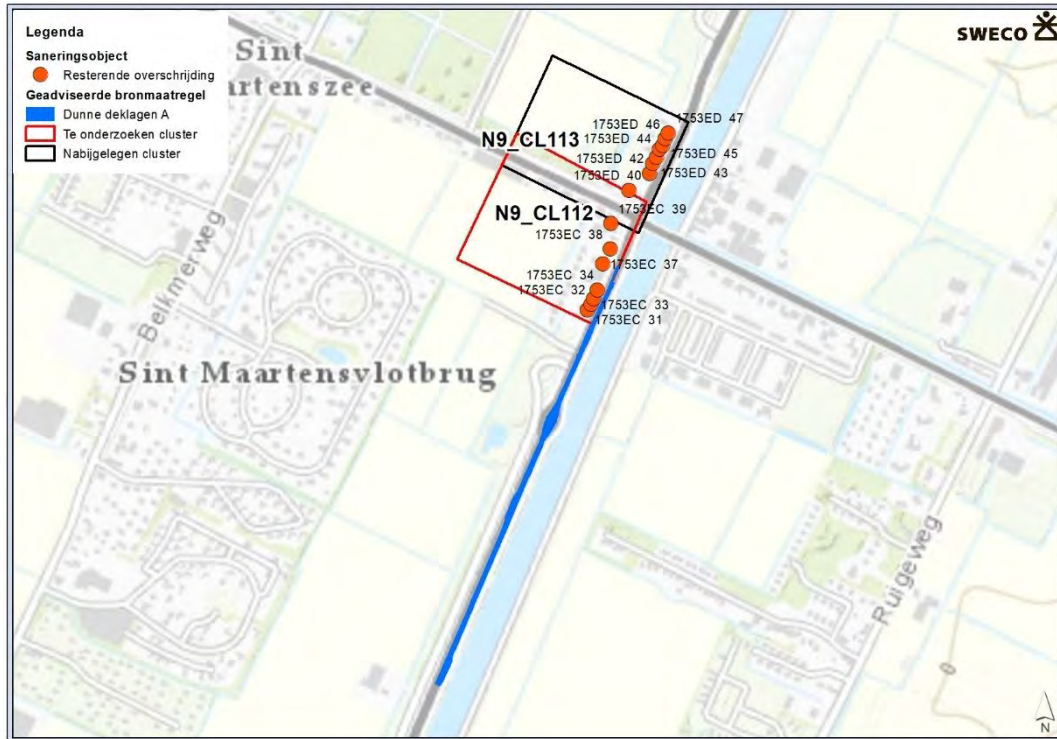 Legenda
Saneringsobject
Resterende overschrijding
Geadviseerde bronmaatregel
Dunne deklagen A
Te onderzoeken cluster
Nabijgelegen cluster
SWECO
Sint
artenszee
N9_CL113
1753ED 46
1753ED 47
1753ED 44
1753ED 45
1753ED 42
1753ED 43
1753ED 40
1753EC 39
N9_CL112
1753EC 38
1753EC 37
1753EC 34
1753EC 32
1753EC 33
1753EC 31
Belkmerweg
Sint Maartensvlotbrug
Ruigeweg
0
N